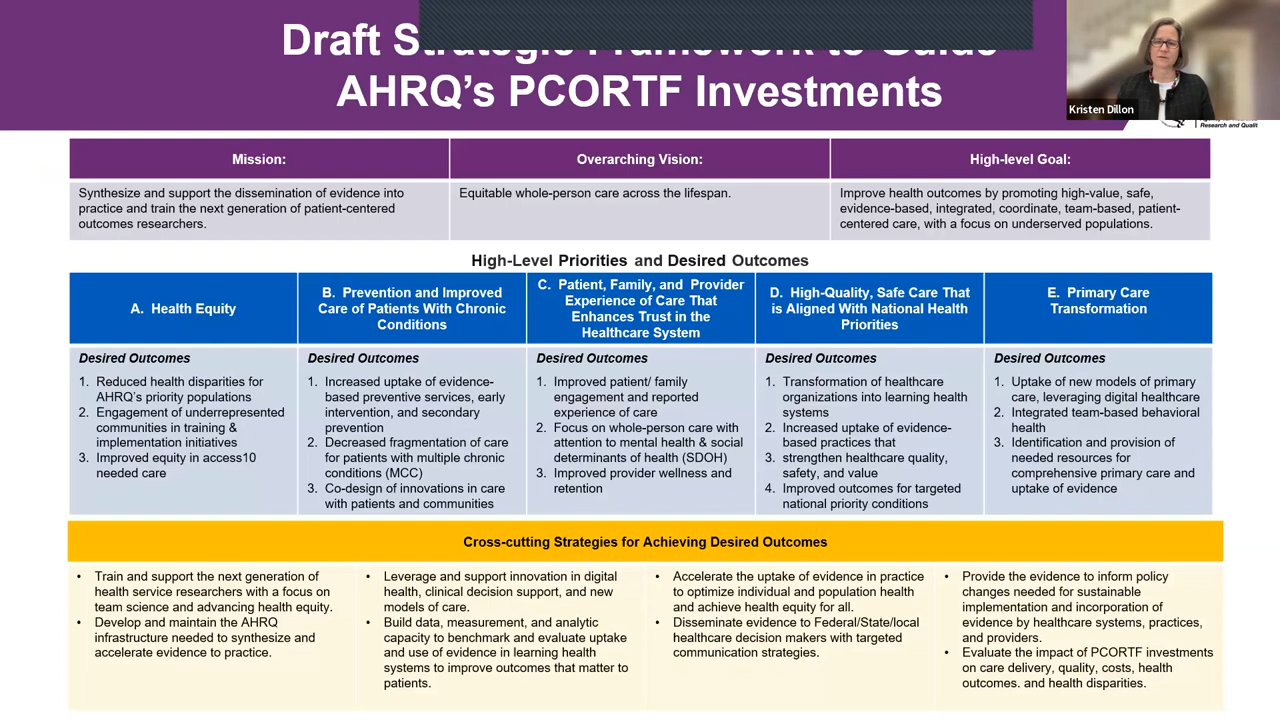 Draft Strategic Framework to Guide
AHRQ's PCORTF Investments
Kristen Dillon
Research and Qualit
Mission:
Overarching Vision:
High-level Goal:
Synthesize and support the dissemination of evidence into
practice and train the next generation of patient-centered
outcomes researchers.
Equitable whole-person care across the lifespan.
Improve health outcomes by promoting high-value, safe,
evidence-based, integrated, coordinate, team-based, patient-
centered care, with a focus on underserved populations.
High-Level Priorities and Desired Outcomes
A. Health Equity
B. Prevention and Improved
Care of Patients With Chronic
Conditions
C. Patient, Family, and Provider
Experience of Care That
Enhances Trust in the
Healthcare System
D. High-Quality, Safe Care That
is Aligned With National Health
Priorities
E. Primary Care
Transformation
Desired Outcomes
1. Reduced health disparities for
AHRQ's priority populations
2. Engagement of underrepresented
communities in training &
implementation initiatives
3. Improved equity in access10
needed care
Desired Outcomes
1. Increased uptake of evidence-
based preventive services, early
intervention, and secondary
prevention
2. Decreased fragmentation of care
for patients with multiple chronic
conditions (MCC)
3. Co-design of innovations in care
with patients and communities
Desired Outcomes
1. Improved patient/ family
engagement and reported
experience of care
2. Focus on whole-person care with
attention to mental health & social
determinants of health (SDOH)
3. Improved provider wellness and
retention
Desired Outcomes
1. Transformation of healthcare
organizations into learning health
systems
2. Increased uptake of evidence-
based practices that
3. strengthen healthcare quality,
safety, and value
4. Improved outcomes for targeted
national priority conditions
Desired Outcomes
1. Uptake of new models of primary
care, leveraging digital healthcare
2. Integrated team-based behavioral
health
3. Identification and provision of
needed resources for
comprehensive primary care and
uptake of evidence
Cross-cutting Strategies for Achieving Desired Outcomes
• Train and support the next generation of
health service researchers with a focus on
team science and advancing health equity.
• Develop and maintain the AHRQ
infrastructure needed to synthesize and
accelerate evidence to practice.
• Leverage and support innovation in digital
health, clinical decision support, and new
models of care.
• Build data, measurement, and analytic
capacity to benchmark and evaluate uptake
and use of evidence in learning health
systems to improve outcomes that matter to
patients.
• Accelerate the uptake of evidence in practice
to optimize individual and population health
and achieve health equity for all.
• Disseminate evidence to Federal/State/local
healthcare decision makers with targeted
communication strategies.
• Provide the evidence to inform policy
changes needed for sustainable
implementation and incorporation of
evidence by healthcare systems, practices,
and providers.
• Evaluate the impact of PCORTF investments
on care delivery, quality, costs, health
outcomes. and health disparities.